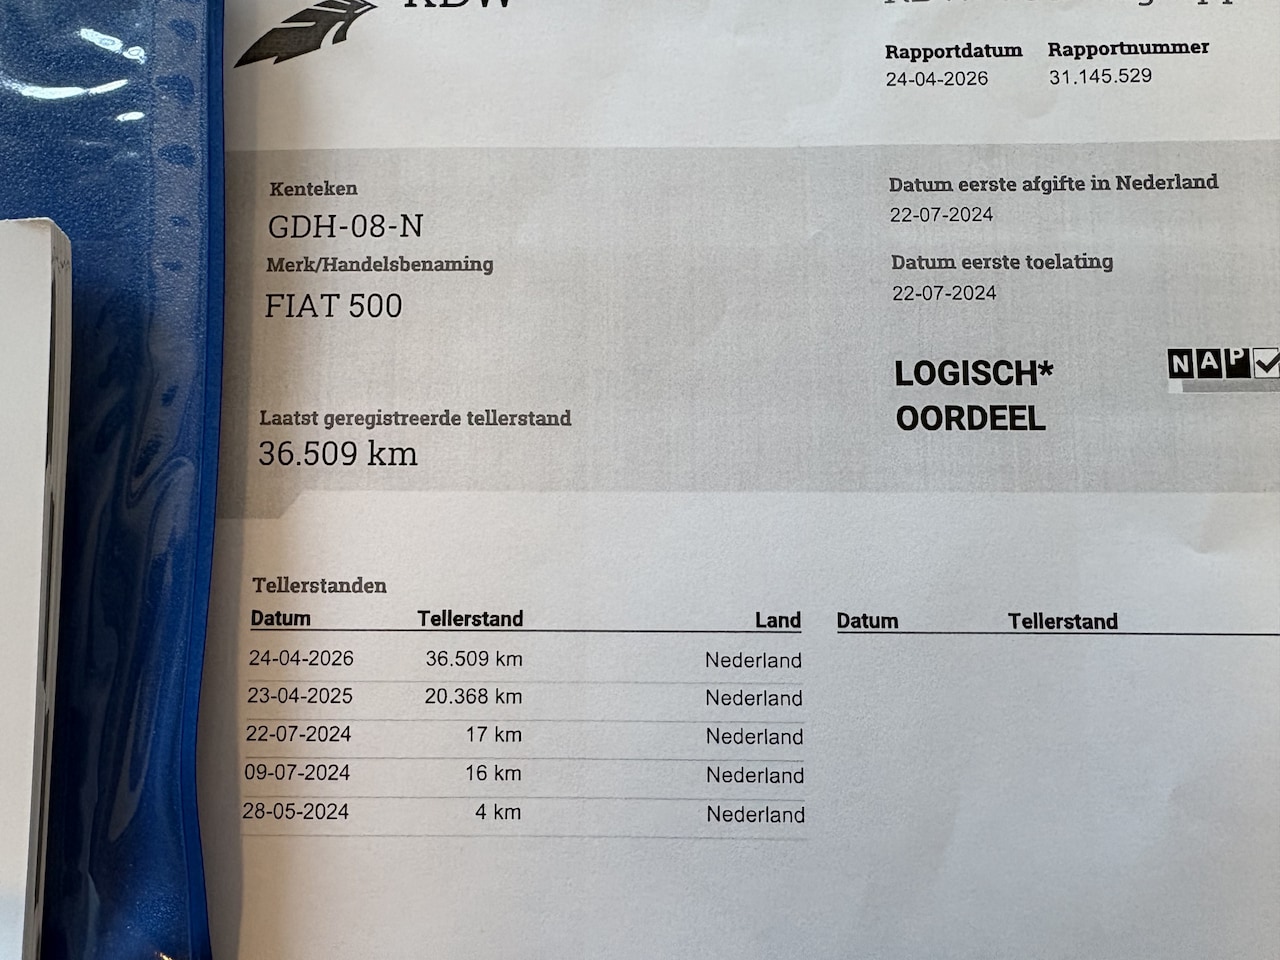 RDW
Rapportdatum Rapportnummer
24-04-2026 31.145.529
Kenteken
GDH-08-N
Merk/Handelsbenaming
FIAT 500
Datum eerste afgifte in Nederland
22-07-2024
Datum eerste toelating
22-07-2024
LOGISCH*
OORDEEL
NAP
Laatst geregistreerde tellerstand
36.509 km
Tellerstanden
Datum Tellerstand Land Datum Tellerstand
24-04-2026 36.509 km Nederland
23-04-2025 20.368 km Nederland
22-07-2024 17 km Nederland
09-07-2024 16 km Nederland
28-05-2024 4 km Nederland